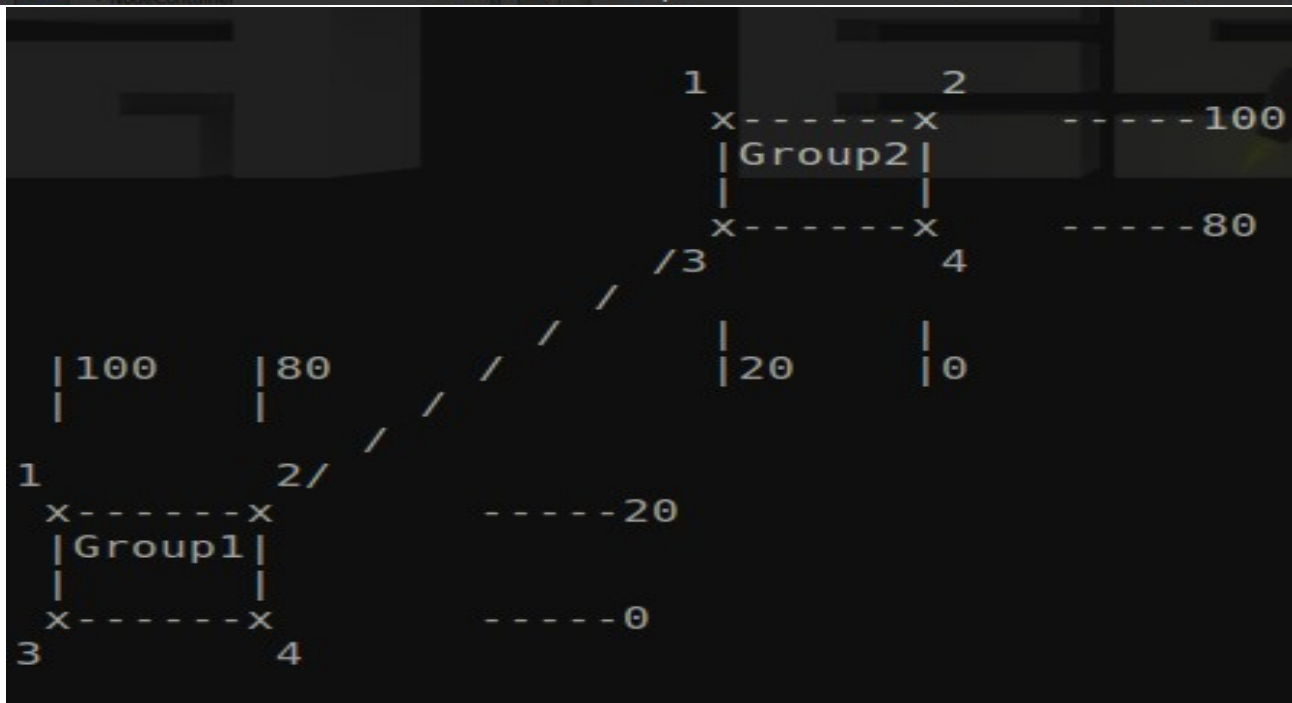 1        2
x------x    -----100
|Group2|
|      |
x------x    -----80
/3        4
/
/    |      |
|100   |80    /    |20    |0
|      |    /
/
1        2/
x------x       -----20
|Group1|
|      |
x------x       -----0
3        4